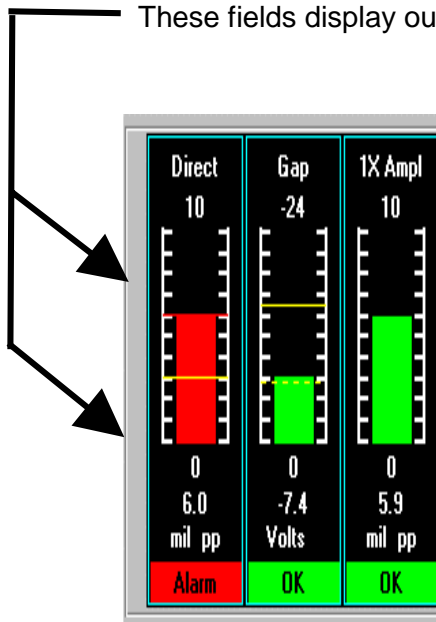 These fields display ou
Direct Gap 1X Ampl
10 -24 10
0 0 0
6.0 -7.4 5.9
mil pp Volts mil pp
Alarm OK OK